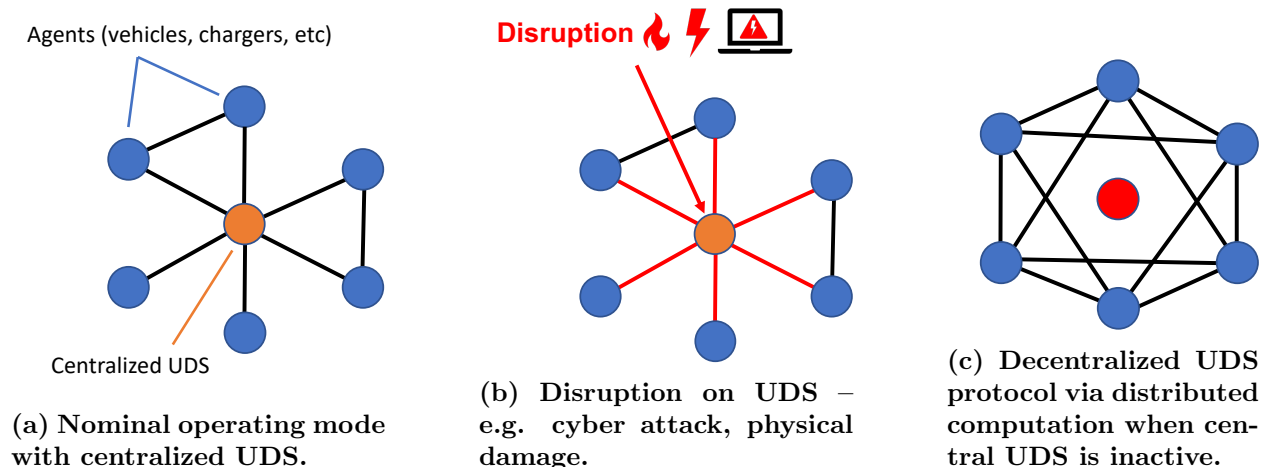 Agents (vehicles, chargers, etc)
Centralized UDS
(a) Nominal operating mode
with centralized UDS.
Disruption
(b) Disruption on UDS –
e.g. cyber attack, physical
damage.
(c) Decentralized UDS
protocol via distributed
computation when cen-
tral UDS is inactive.